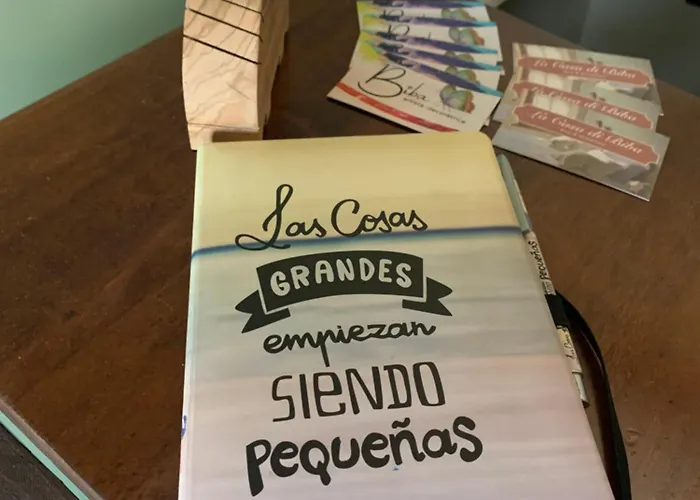 Biba
La Casa di Biba
La Casa di Biba
La Casa di Biba
Las Cosas
GRANDES
empiezan
SIENDO
PEQUEÑAS
PEQUEÑAS